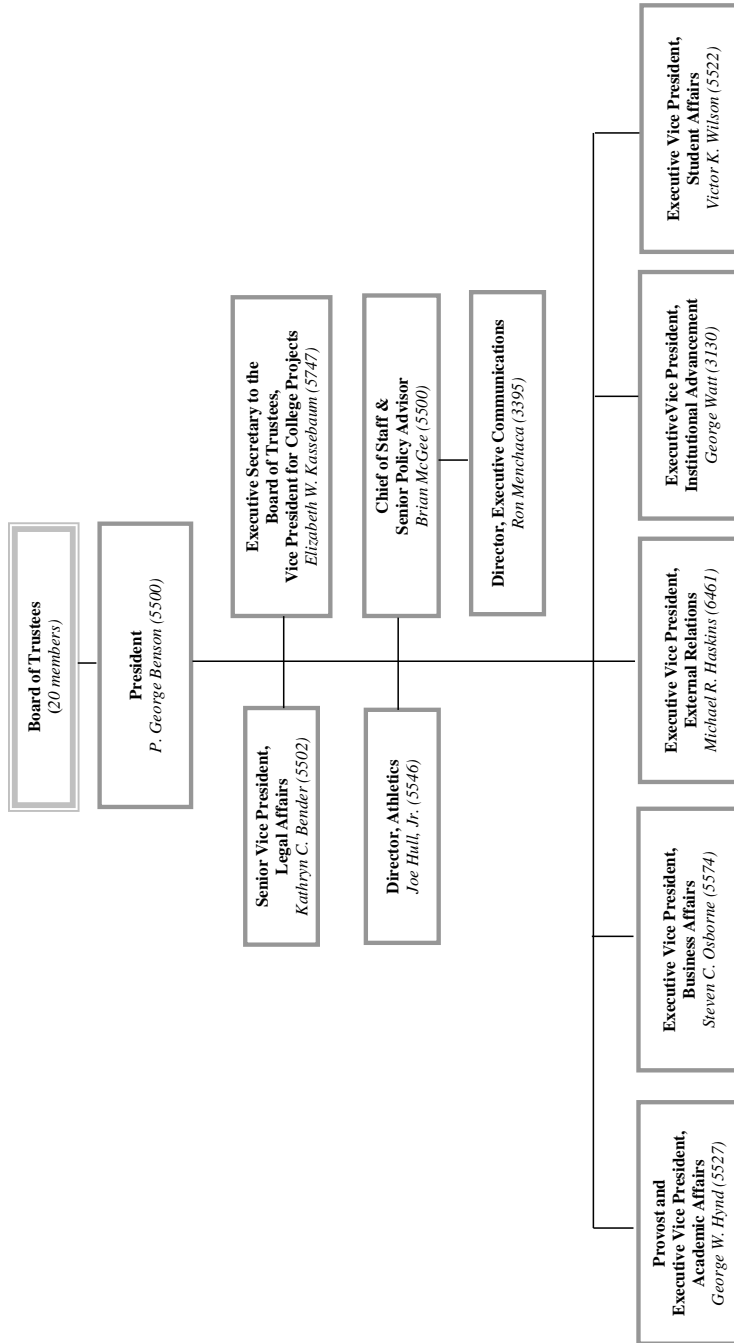 Board of Trustees
(20 members)
President
P. George Benson (5500)
Senior Vice President,
Legal Affairs
Kathryn C. Bender (5502)
Executive Secretary to the
Board of Trustees,
Vice President for College Projects
Elizabeth W. Kassebaum (5747)
Director, Athletics
Joe Hull, Jr. (5546)
Chief of Staff &
Senior Policy Advisor
Brian McGee (5500)
Director, Executive Communications
Ron Menchaca (3395)
Provost and
Executive Vice President,
Academic Affairs
George W. Hynd (5527)
Executive Vice President,
Business Affairs
Steven C. Osborne (5574)
Executive Vice President,
External Relations
Michael R. Haskins (6461)
ExecutiveVice President,
Institutional Advancement
George Watt (3130)
Executive Vice President,
Student Affairs
Victor K. Wilson (5522)